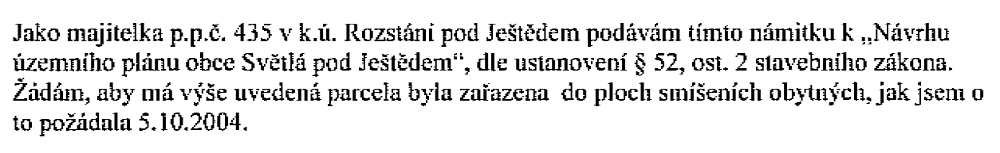 Jako majitelka p.p.č. 435 v k.ú. Rozstání pod Ještědem podávám tímto námitku k „Návrhu
územního plánu obce Světlá pod Ještědem“, dle ustanovení § 52, ost. 2 stavebního zákona.
Žádám, aby má výše uvedená parcela byla zařazena do ploch smíšeních obytných, jak jsem o
to požádala 5.10.2004.